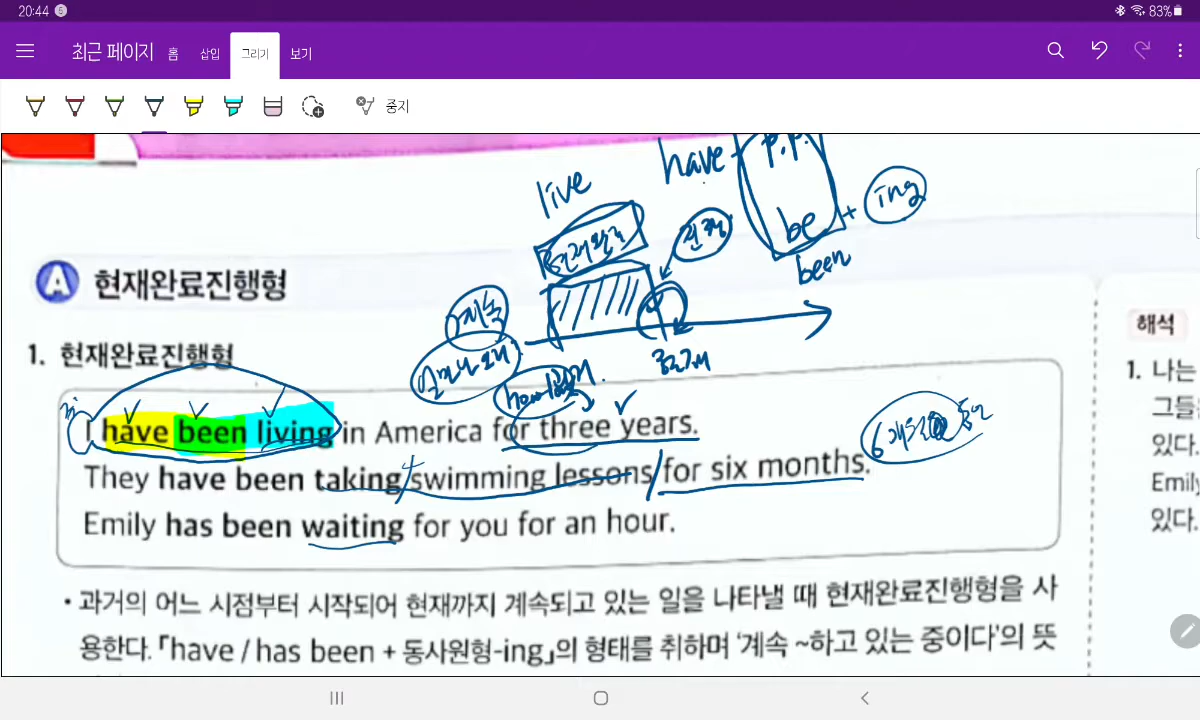 20:44 83%
최근 페이지 홈 삽입 그리기 보기
중지
have + p.p.
live
ing
현재완료
진행
be +
been
A 현재완료진행형
지속
1. 현재완료진행형
얼마나 오래
현재
how long
해석
1. 나는
I have been living in America for three years.
그들
6개월 동안
있다.
They have been taking swimming lessons for six months.
Emily
Emily has been waiting for you for an hour.
있다.
• 과거의 어느 시점부터 시작되어 현재까지 계속되고 있는 일을 나타낼 때 현재완료진행형을 사
용한다. 「have / has been + 동사원형-ing」의 형태를 취하며 '계속 ~하고 있는 중이다'의 뜻